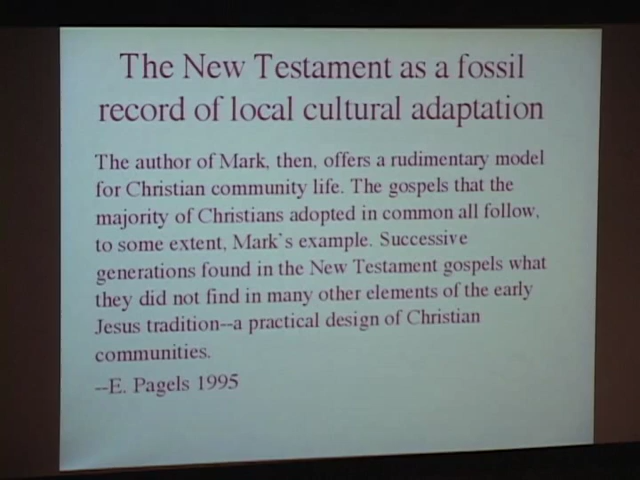 The New Testament as a fossil
record of local cultural adaptation
The author of Mark, then, offers a rudimentary model
for Christian community life. The gospels that the
majority of Christians adopted in common all follow,
to some extent, Mark's example. Successive
generations found in the New Testament gospels what
they did not find in many other elements of the early
Jesus tradition--a practical design of Christian
communities.
--E. Pagels 1995